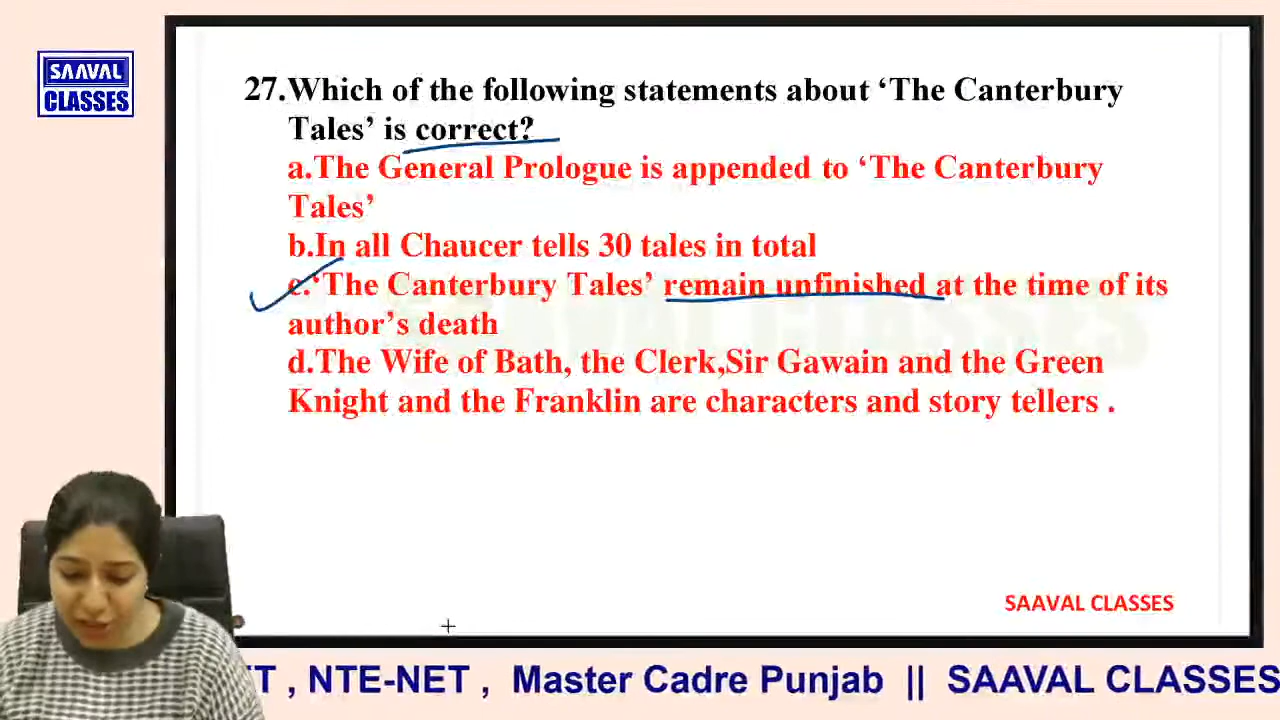 SAAVAL
CLASSES
27.Which of the following statements about ‘The Canterbury
Tales’ is correct?
a.The General Prologue is appended to ‘The Canterbury
Tales’
b.In all Chaucer tells 30 tales in total
c.‘The Canterbury Tales’ remain unfinished at the time of its
author’s death
d.The Wife of Bath, the Clerk,Sir Gawain and the Green
Knight and the Franklin are characters and story tellers .
SAAVAL CLASSES
SAAVAL CLASSES
T , NTE-NET , Master Cadre Punjab || SAAVAL CLASSES